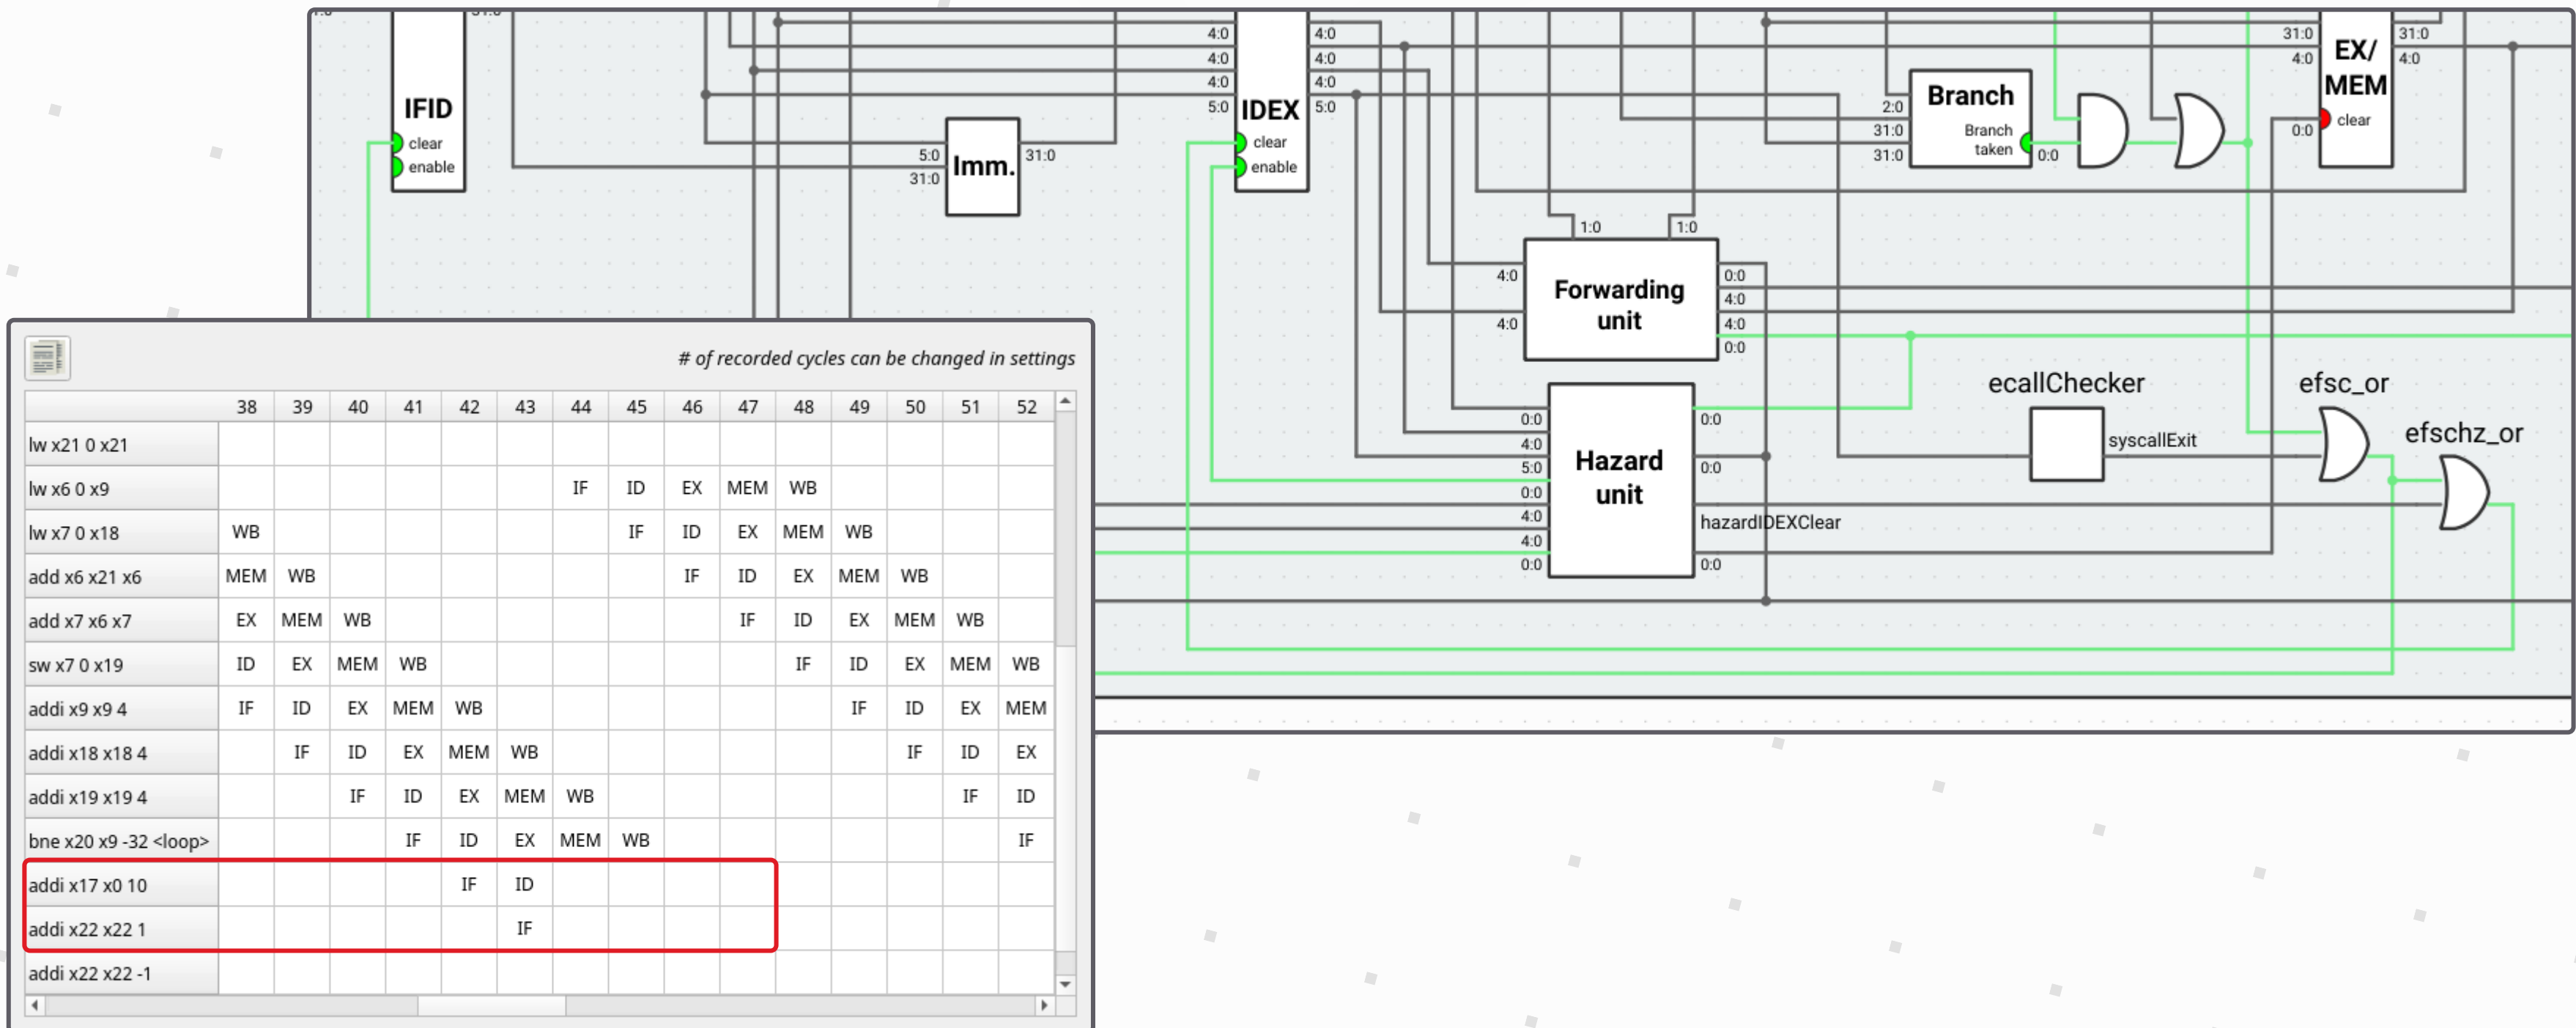 31:0
4:0
4:0
4:0
5:0
4:0
4:0
4:0
5:0
31:0
4:0
31:0
4:0
EX/
MEM
clear
0:0
IFID
clear
enable
5:0
31:0
Imm.
31:0
IDEX
clear
enable
2:0
31:0
31:0
Branch
Branch
taken
0:0
1:0
1:0
4:0
4:0
Forwarding
unit
0:0
4:0
4:0
0:0
ecallChecker
syscallExit
efsc_or
efschz_or
0:0
4:0
5:0
0:0
4:0
4:0
0:0
Hazard
unit
0:0
0:0
hazardIDEXClear
0:0
# of recorded cycles can be changed in settings
38 39 40 41 42 43 44 45 46 47 48 49 50 51 52
lw x21 0 x21
lw x6 0 x9 IF ID EX MEM WB
lw x7 0 x18 WB IF ID EX MEM WB
add x6 x21 x6 MEM WB IF ID EX MEM WB
add x7 x6 x7 EX MEM WB IF ID EX MEM WB
sw x7 0 x19 ID EX MEM WB IF ID EX MEM WB
addi x9 x9 4 IF ID EX MEM WB IF ID EX MEM
addi x18 x18 4 IF ID EX MEM WB IF ID EX
addi x19 x19 4 IF ID EX MEM WB IF ID
bne x20 x9 -32 <loop> IF ID EX MEM WB IF
addi x17 x0 10 IF ID
addi x22 x22 1 IF
addi x22 x22 -1